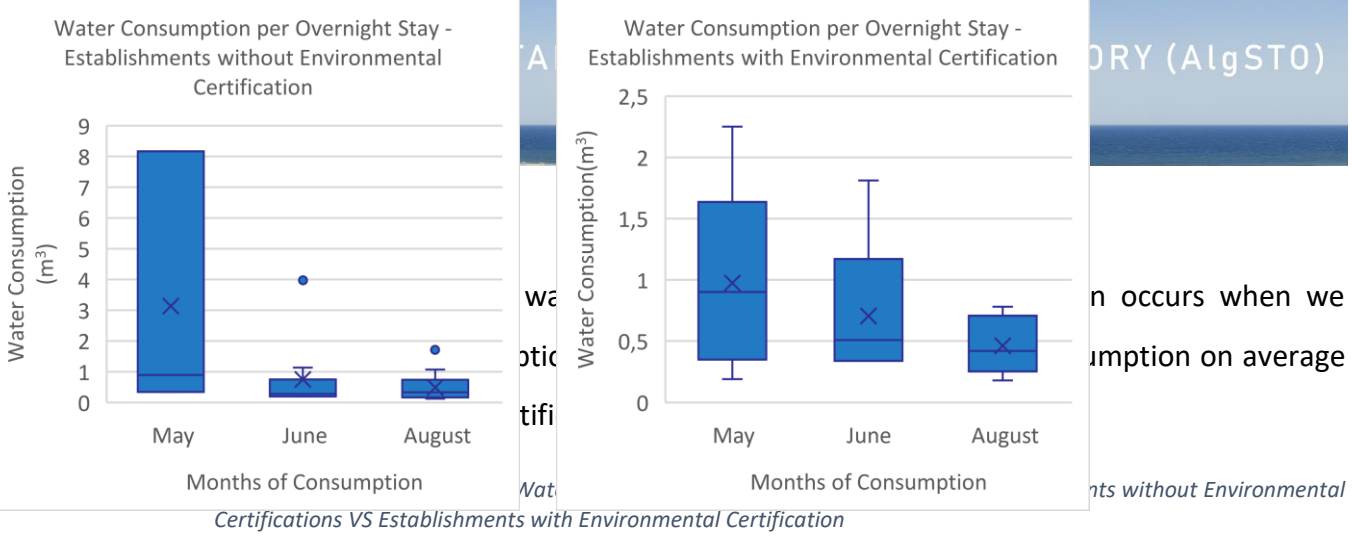 Water Consumption per Overnight Stay -
Establishments without Environmental
Certification
9
8
7
6
5
4
3
2
1
0
Water Consumption
(m³)
May June August
Months of Consumption
Water Consumption per Overnight Stay -
Establishments with Environmental Certification
2,5
2
1,5
1
0,5
0
Water Consumption(m³)
May June August
Months of Consumption
(AlgSTO)
occurs when we
on average
without Environmental
Certifications VS Establishments with Environmental Certification